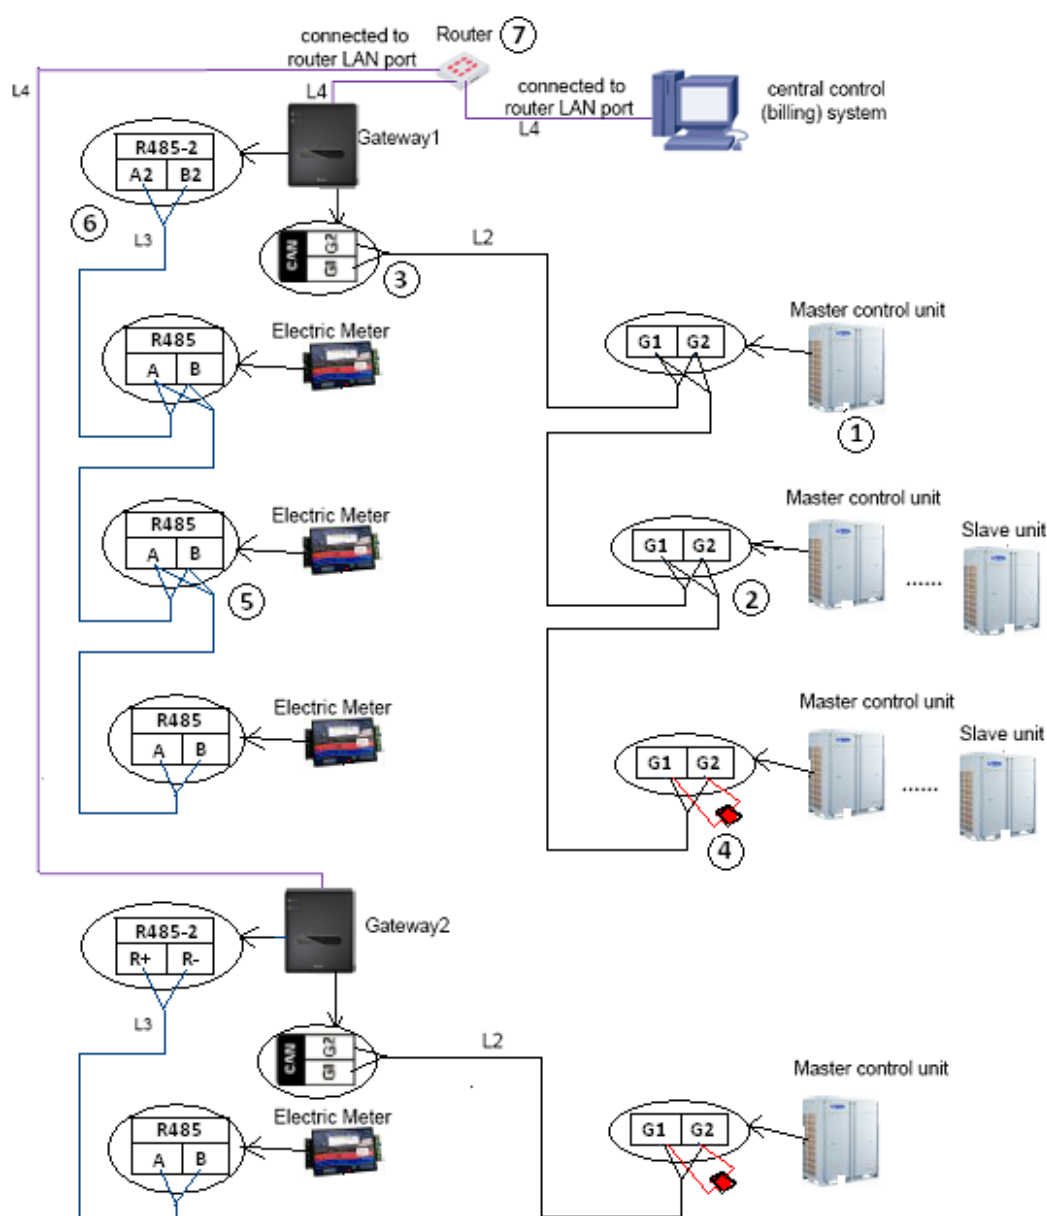 connected to
router LAN port
Router 7
L4
L4
connected to
router LAN port
L4
central control
(billing) system
Gateway1
R485-2
A2 B2
6
L3
CAN G1 G2
3
L2
R485
A B
Electric Meter
G1 G2
Master control unit
1
R485
A B
Electric Meter
5
G1 G2
2
Master control unit
......
Slave unit
R485
A B
Electric Meter
G1 G2
4
Master control unit
......
Slave unit
R485-2
R+ R-
Gateway2
L3
CAN G1 G2
L2
R485
A B
Electric Meter
G1 G2
Master control unit